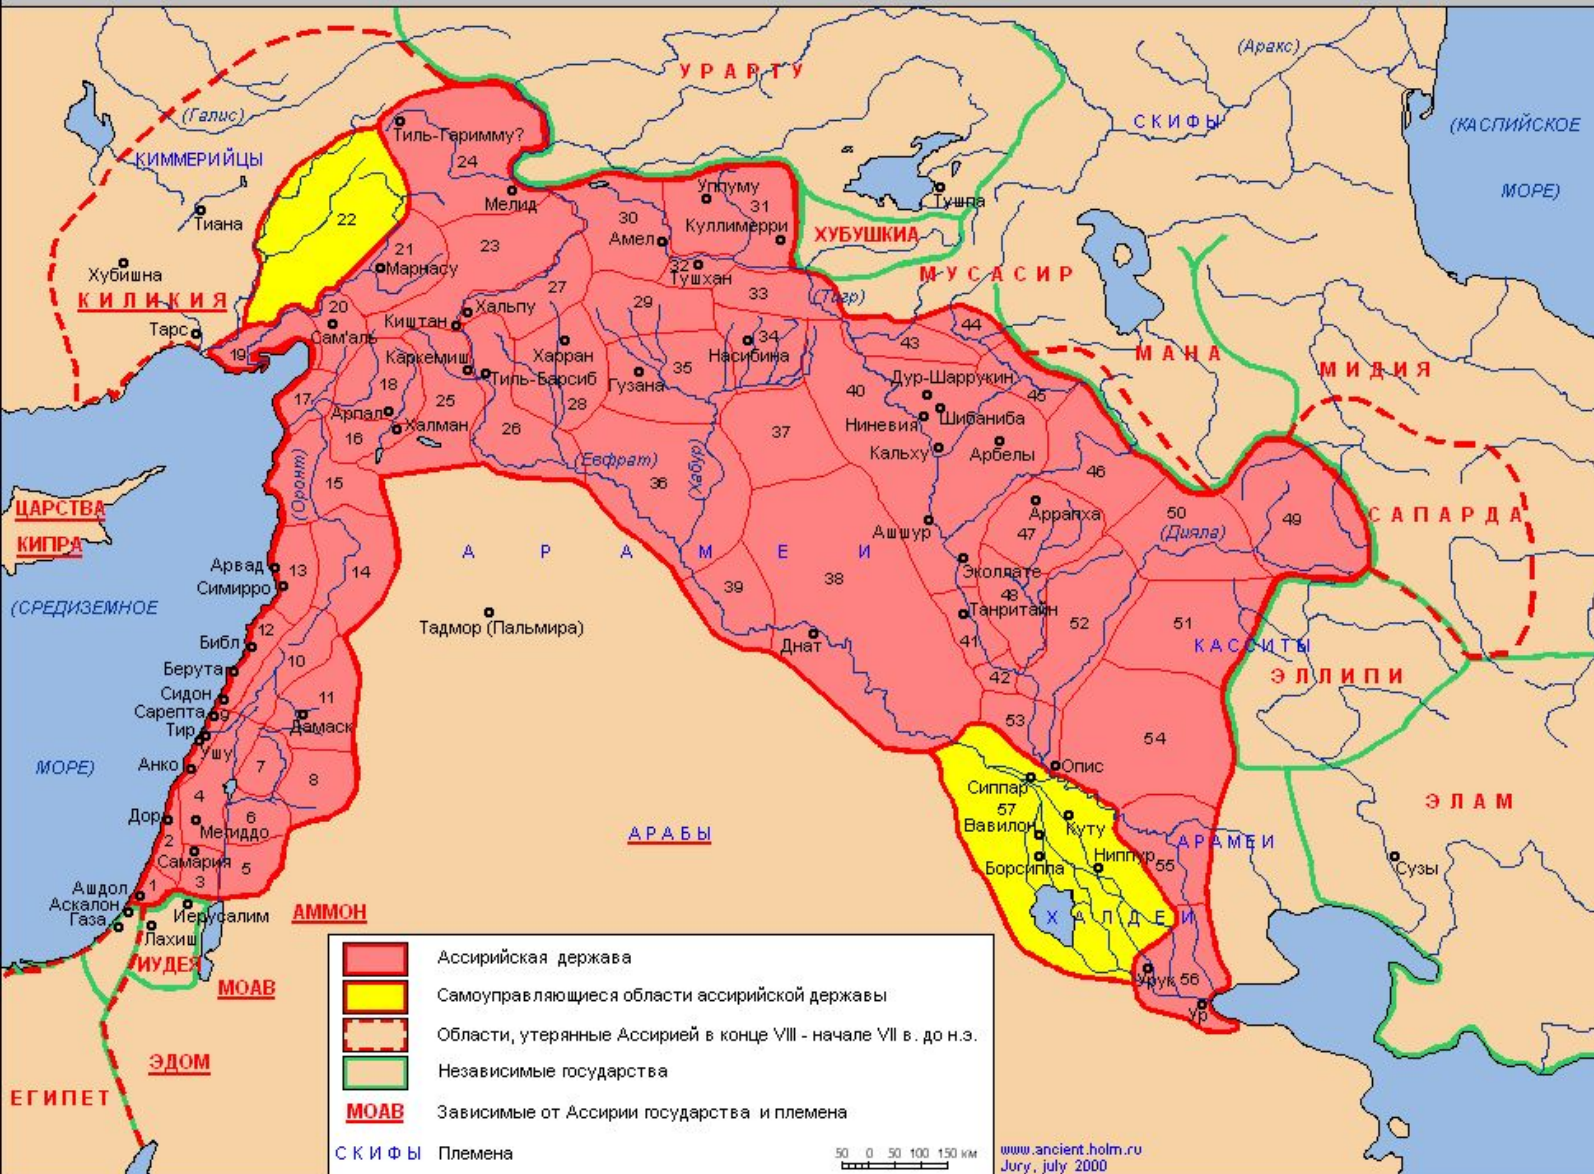 УРАРТУ
(Аракс)
(Галис)
СКИФЫ
(КАСПИЙСКОЕ
МОРЕ)
Тиль-Гаримму?
КИММЕРИЙЦЫ
24
Мелид
Уппуму
31
Тушпа
Тиана
22
30
Куллимерри
ХУБУШКИА
21
23
Амел
Марнасу
32
Тушхан
МУСАСИР
Хубишна
КИЛИКИЯ
27
29
33
(Тигр)
20
Хальпу
Киштан
44
Тарс
Сам'аль
34
43
19
Каркемиш
Харран
Насибина
МАНА
МИДИЯ
18
Тиль-Барсиб
Гузана
35
40
Дур-Шаррукин
45
17
Арпал
25
28
Шибаниба
16
Халман
26
37
Ниневия
Кальху
Арбелы
(Оронт)
(Евфрат)
(Хабур)
46
15
36
ЦАРСТВА
КИПРА
Аррапха
50
49
САПАРДА
Ашшур
47
(Дияла)
АРАМЕИ
Арвад
13
14
39
38
Эколлате
Симирро
48
(СРЕДИЗЕМНОЕ
МОРЕ)
Тадмор (Пальмира)
Танритайн
52
51
12
Библ
Днат
41
КАССИТЫ
Берута
10
42
ЭЛЛИПИ
Сидон
11
Сарепта
9
Дамаск
53
Тир
Ушу
54
Анко
7
8
Опис
4
Сиппар
ЭЛАМ
Дор
6
57
Мегиддо
Вавилон
Куту
2
АРАБЫ
АРАМЕИ
Самария
5
Борсиппа
Ниппур
55
Сузы
3
Ашдол
1
Аскалон
Иерусалим
АММОН
ХАЛДЕИ
Газа
Лахиш
ИУДЕЯ
Урук
56
МОАВ
Ур
ЭДОМ
ЕГИПЕТ
Ассирийская держава
Самоуправляющиеся области ассирийской державы
Области, утерянные Ассирией в конце VIII - начале VII в. до н.э.
Независимые государства
МОАВ Зависимые от Ассирии государства и племена
СКИФЫ Племена
50 0 50 100 150 км
www.ancient.holm.ru
Jury, july 2000